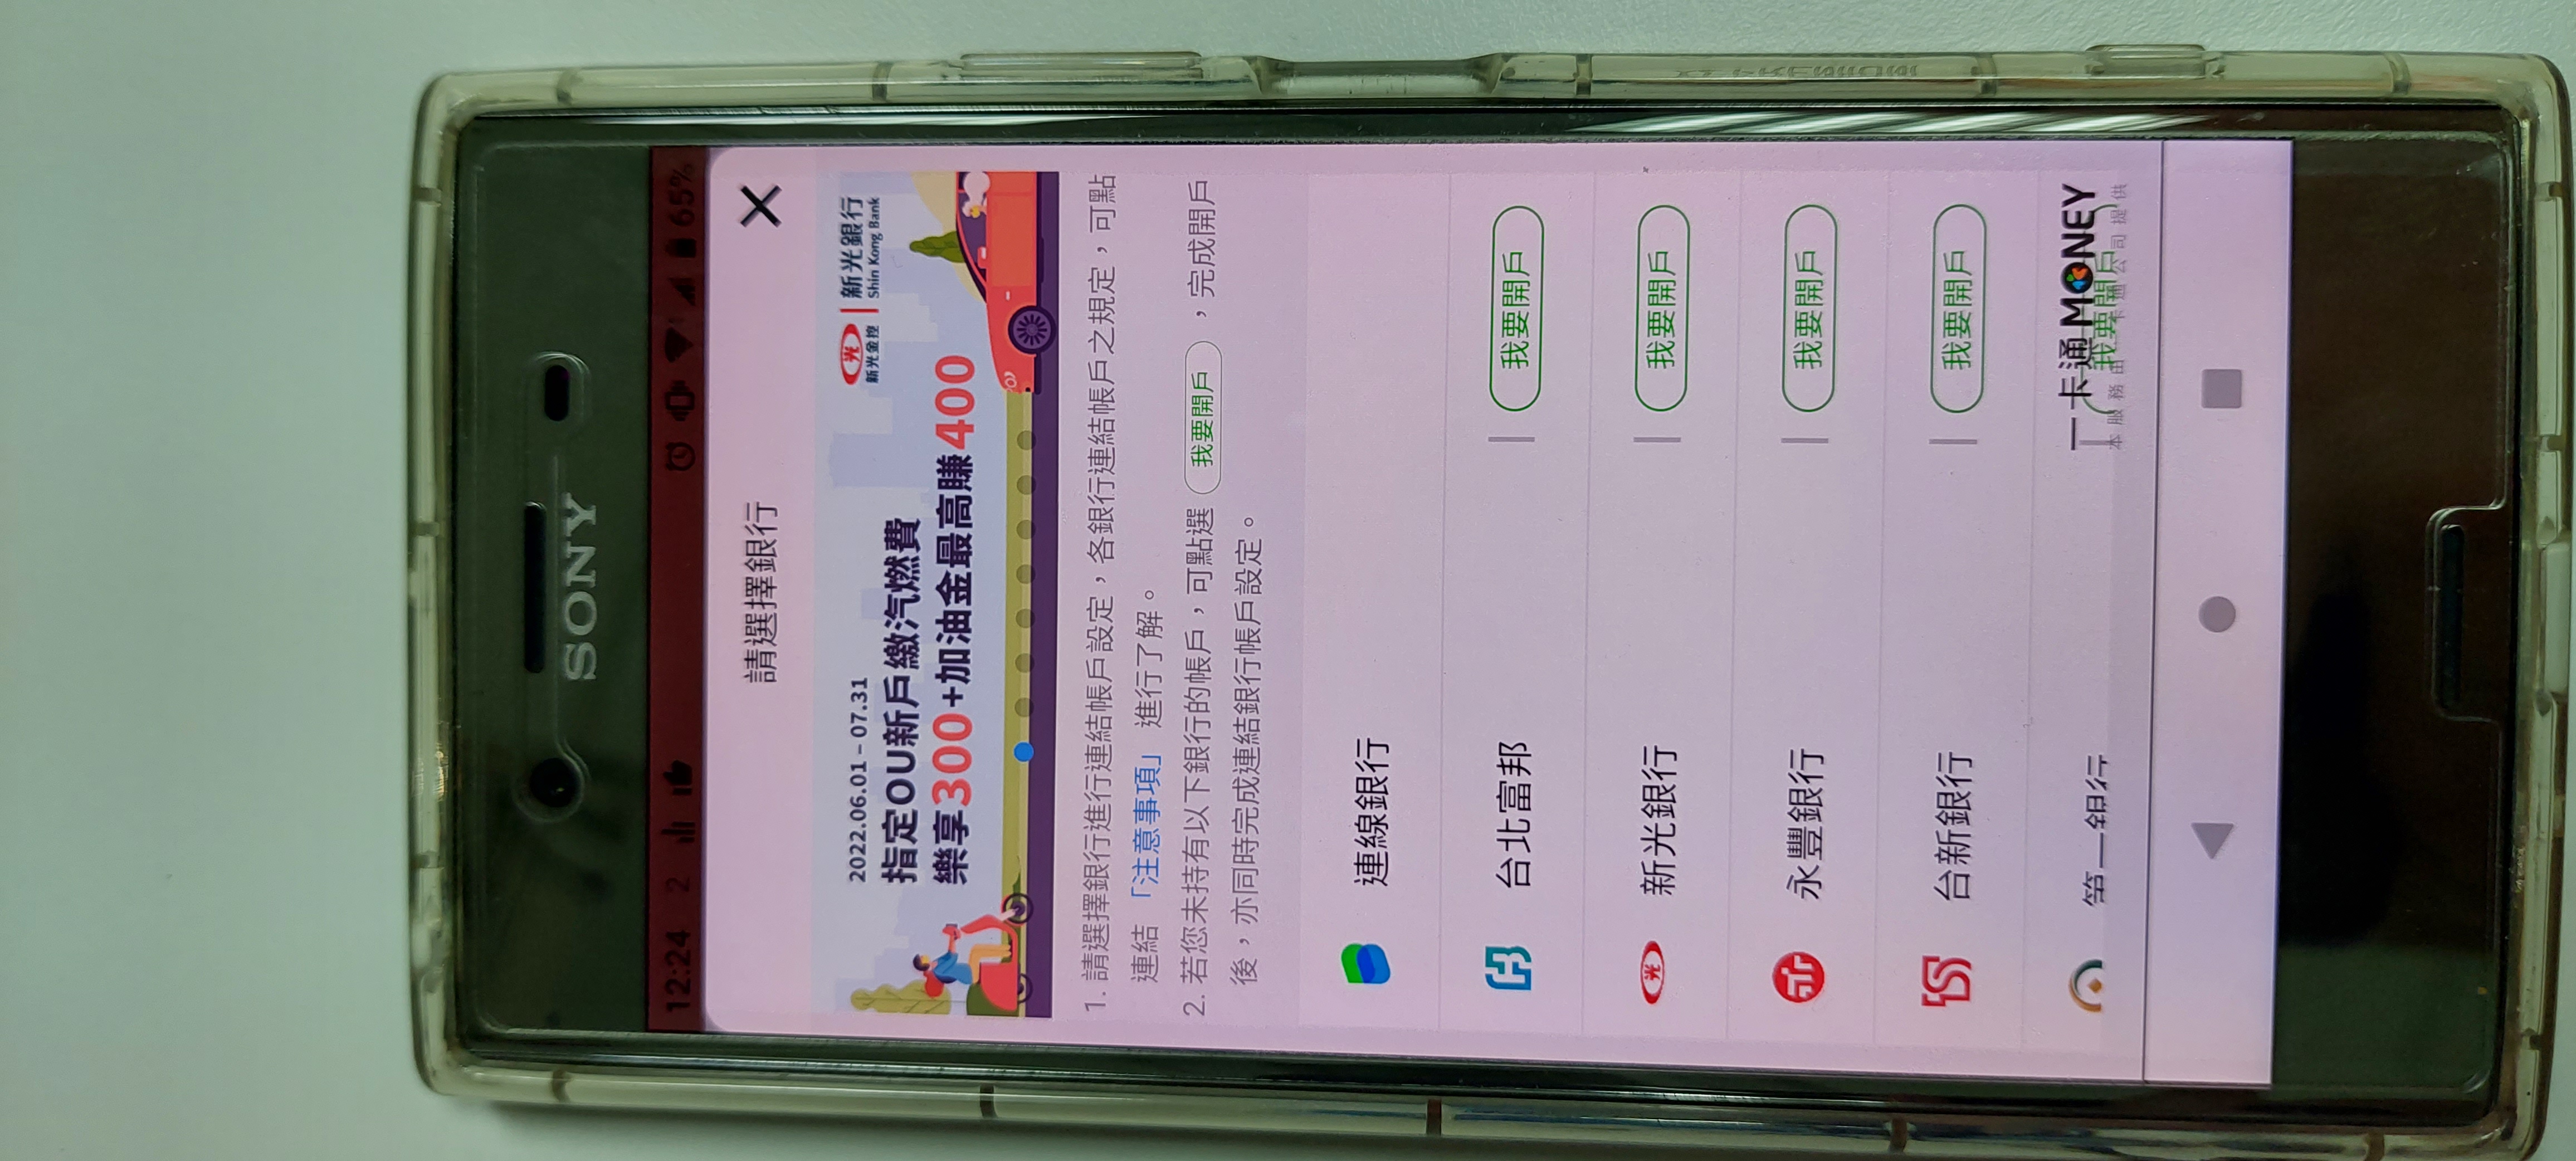 SONY
12:24 2 65%
請選擇銀行
2022.06.01 – 07.31
指定OU新戶繳汽燃費
樂享300+加油金最高賺400
光 新光金控 新光銀行 Shin Kong Bank
1. 請選擇銀行進行連結帳戶設定，各銀行連結帳戶之規定，可點
連結 「注意事項」 進行了解。
2. 若您未持有以下銀行的帳戶，可點選 我要開戶 ，完成開戶
後，亦同時完成連結銀行帳戶設定。
連線銀行
台北富邦 我要開戶
光 新光銀行 我要開戶
永豐銀行 我要開戶
台新銀行 我要開戶
第一銀行 我要開戶
一卡通MONEY
本服務由一卡通公司提供